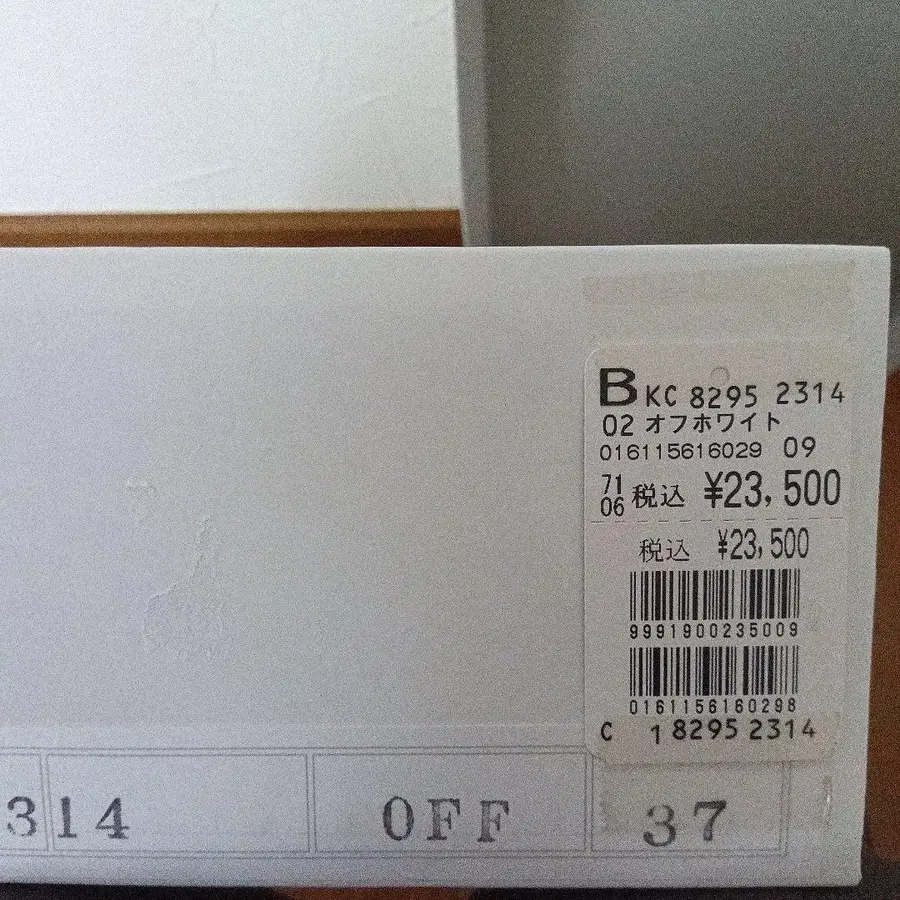 B KC 8295 2314
02 オフホワイト
016115616029 09
71
06 税込 ¥23,500
税込 ¥23,500
9991900235009
0161156160298
C 1 8295 2314
314 OFF 37